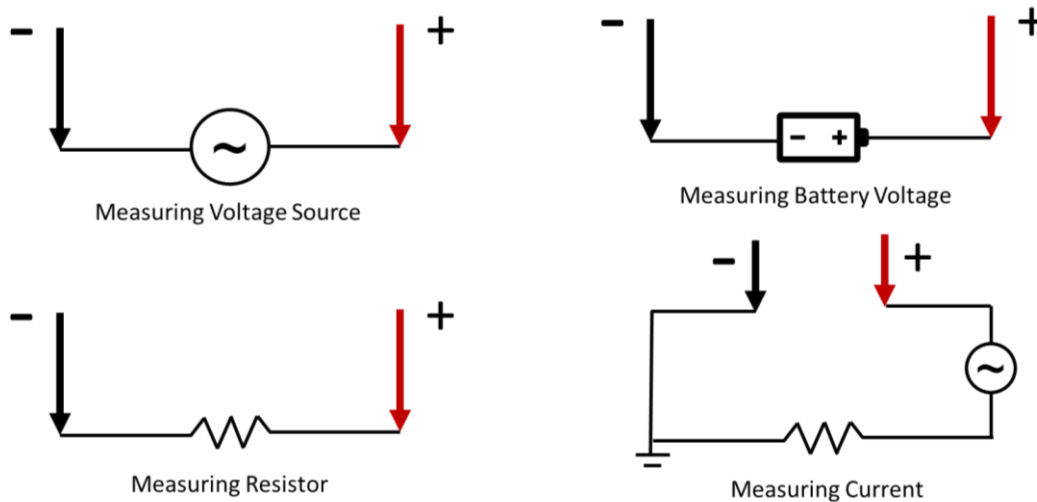 - +
- +
~
- +
Measuring Voltage Source
Measuring Battery Voltage
- +
- +
~
Measuring Resistor
Measuring Current